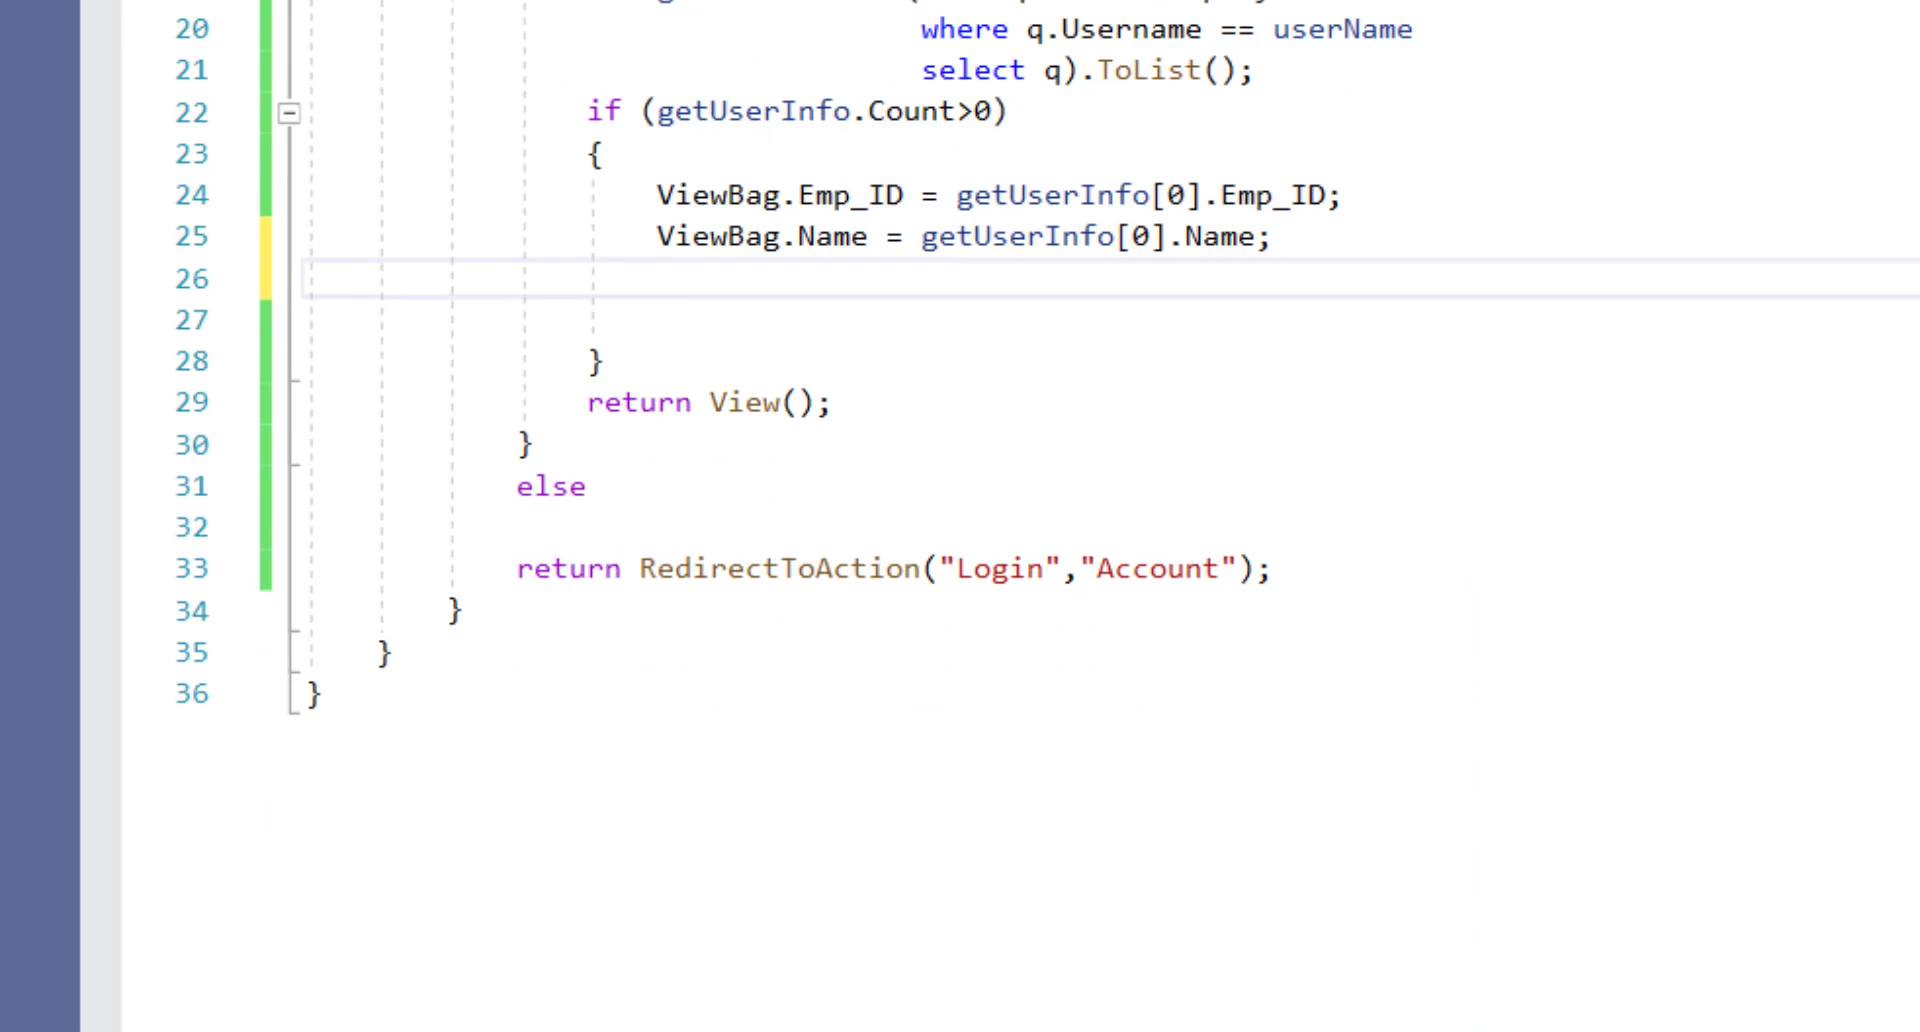 20 where q.Username == userName
21 select q).ToList();
22 if (getUserInfo.Count>0)
23 {
24 ViewBag.Emp_ID = getUserInfo[0].Emp_ID;
25 ViewBag.Name = getUserInfo[0].Name;
26
27
28 }
29 return View();
30 }
31 else
32
33 return RedirectToAction("Login","Account");
34 }
35 }
36 }